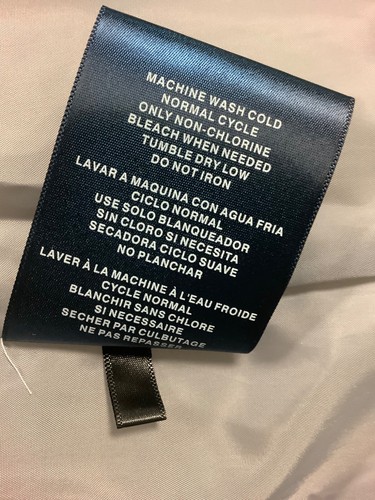 MACHINE WASH COLD
NORMAL CYCLE
ONLY NON-CHLORINE
BLEACH WHEN NEEDED
TUMBLE DRY LOW
DO NOT IRON
LAVAR A MAQUINA CON AGUA FRIA
CICLO NORMAL
USE SOLO BLANQUEADOR
SIN CLORO SI NECESITA
SECADORA CICLO SUAVE
NO PLANCHAR
LAVER À LA MACHINE À L'EAU FROIDE
CYCLE NORMAL
BLANCHIR SANS CHLORE
SI NECESSAIRE
SECHER PAR CULBUTAGE
NE PAS REPASSER